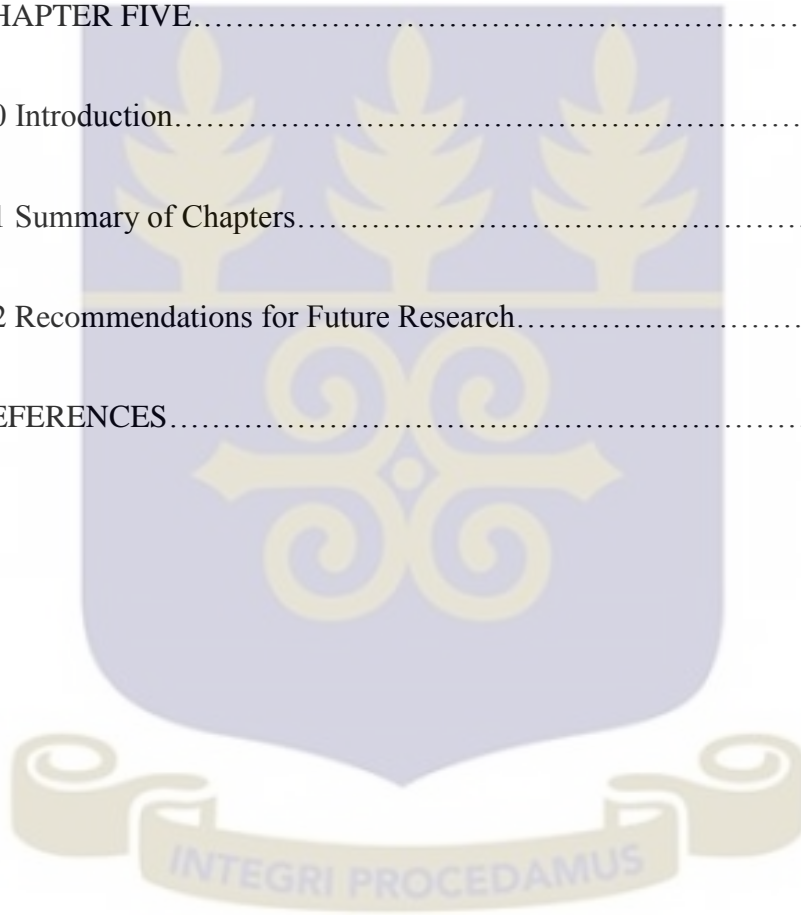 HAPTER FIVE……………………………………………………………
0 Introduction……………………………………………………………
1 Summary of Chapters………………………………………………
2 Recommendations for Future Research……………………
EFERENCES………………………………………………………………
INTEGRI PROCEDAMUS